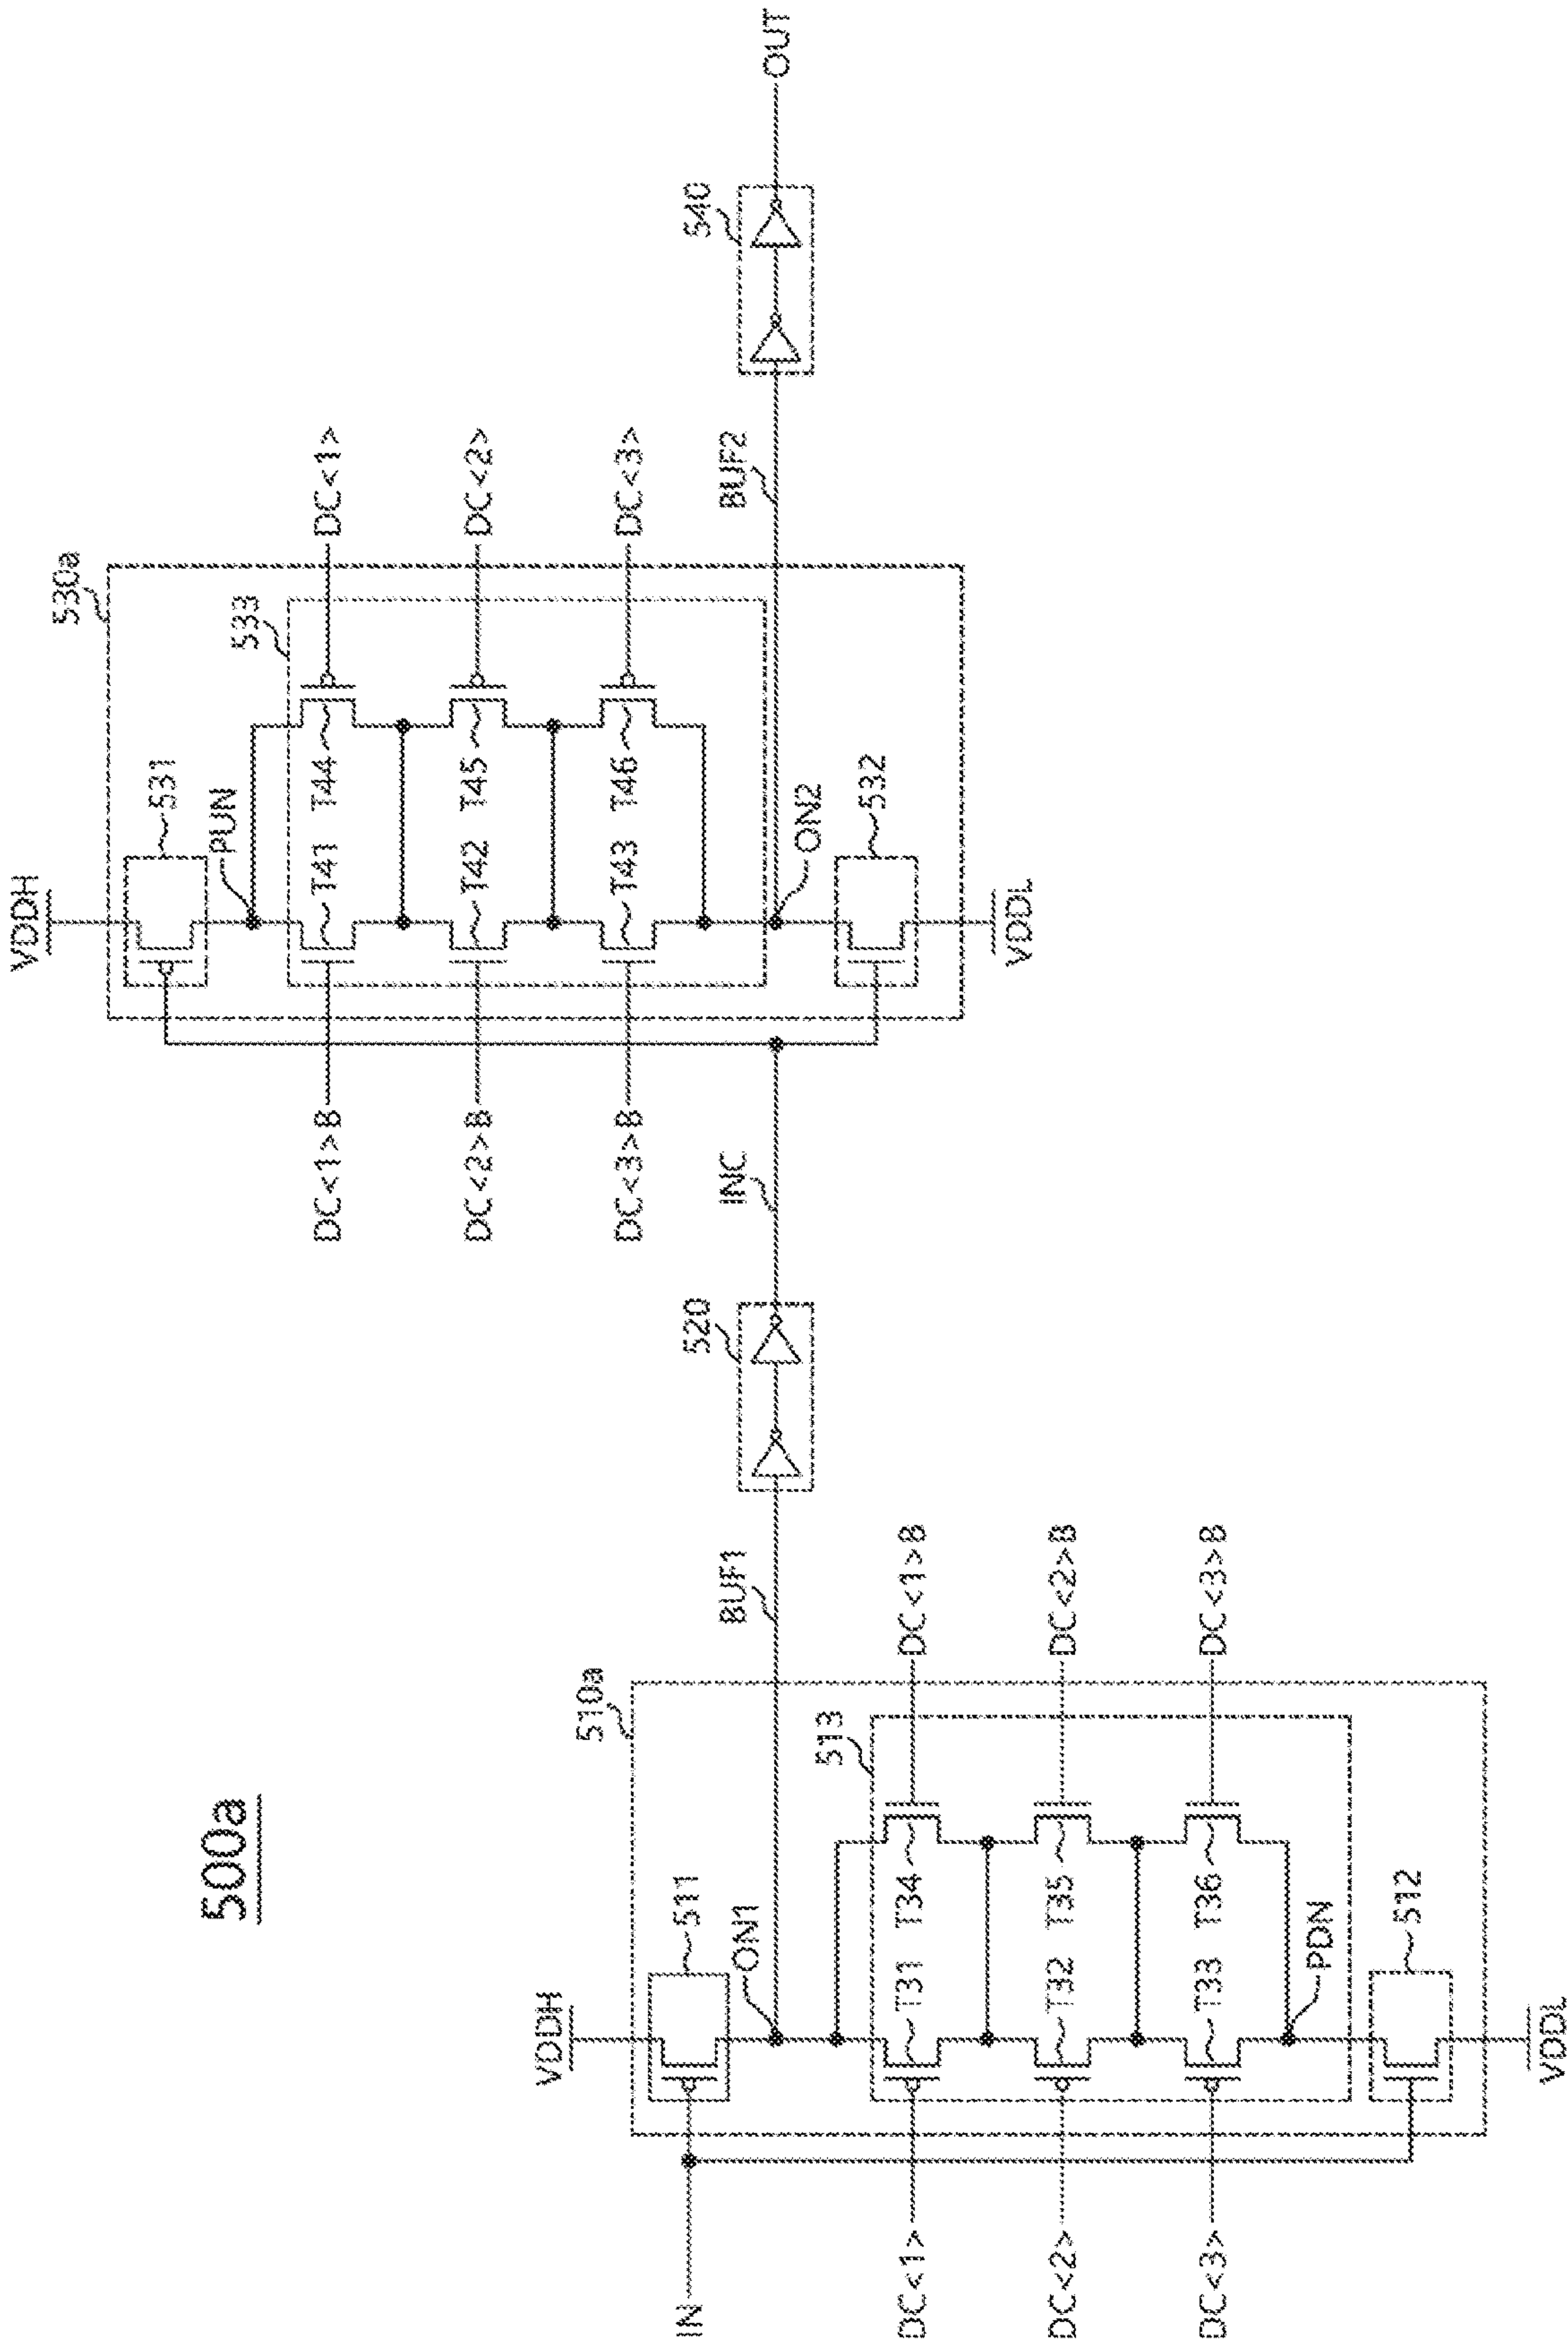 500a
VDDH
511
510a
IN
ON1
BUF1
513
DC<1>
T31
T34
DC<1>B
DC<2>
T32
T35
DC<2>B
DC<3>
T33
T36
DC<3>B
PDN
512
VDDL
520
INC
VDDH
531
530a
PUN
533
DC<1>B
T41
T44
DC<1>
DC<2>B
T42
T45
DC<2>
DC<3>B
T43
T46
DC<3>
ON2
BUF2
532
VDDL
540
OUT